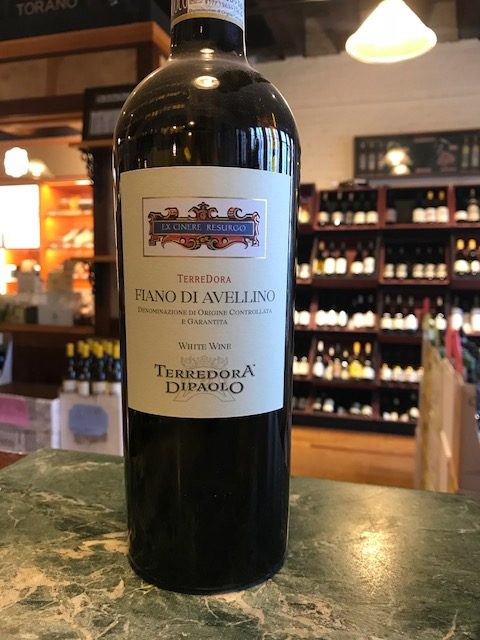 TORANO
EX CINERE RESURGO
TERREDORA
FIANO DI AVELLINO
DENOMINAZIONE DI ORIGINE CONTROLLATA
E GARANTITA
WHITE WINE
TERREDORA
DIPAOLO